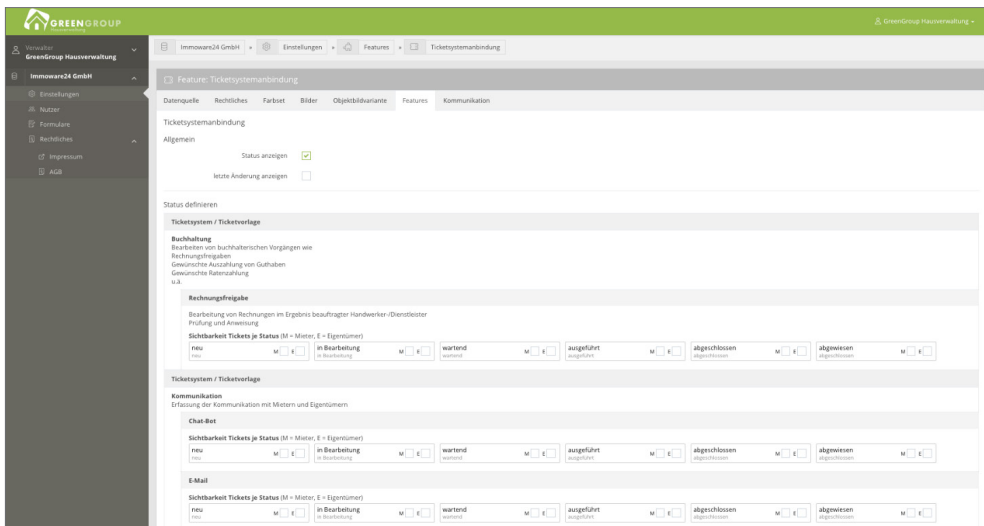 GREENGROUP
Hausverwaltung
GreenGroup Hausverwaltung
Verwalter
GreenGroup Hausverwaltung
Immoware24 GmbH
Einstellungen
Nutzer
Formulare
Rechtliches
Impressum
AGB
Immoware24 GmbH » Einstellungen » Features » Ticketsystemanbindung
Feature: Ticketsystemanbindung
Datenquelle Rechtliches Farbset Bilder Objektbildvariante Features Kommunikation
Ticketsystemanbindung
Allgemein
Status anzeigen
letzte Änderung anzeigen
Status definieren
Ticketsystem / Ticketvorlage
Buchhaltung
Bearbeiten von buchhalterischen Vorgängen wie
Rechnungsfreigaben
Gewünschte Auszahlung von Guthaben
Gewünschte Ratenzahlung
u.ä.
Rechnungsfreigabe
Bearbeitung von Rechnungen im Ergebnis beauftragter Handwerker-/Dienstleister
Prüfung und Anweisung
Sichtbarkeit Tickets je Status (M = Mieter, E = Eigentümer)
neu M E in Bearbeitung M E wartend M E ausgeführt M E abgeschlossen M E abgewiesen M E
neu in Bearbeitung wartend ausgeführt abgeschlossen abgewiesen
Ticketsystem / Ticketvorlage
Kommunikation
Erfassung der Kommunikation mit Mietern und Eigentümern
Chat-Bot
Sichtbarkeit Tickets je Status (M = Mieter, E = Eigentümer)
neu M E in Bearbeitung M E wartend M E ausgeführt M E abgeschlossen M E abgewiesen M E
neu in Bearbeitung wartend ausgeführt abgeschlossen abgewiesen
E-Mail
Sichtbarkeit Tickets je Status (M = Mieter, E = Eigentümer)
neu M E in Bearbeitung M E wartend M E ausgeführt M E abgeschlossen M E abgewiesen M E
neu in Bearbeitung wartend ausgeführt abgeschlossen abgewiesen